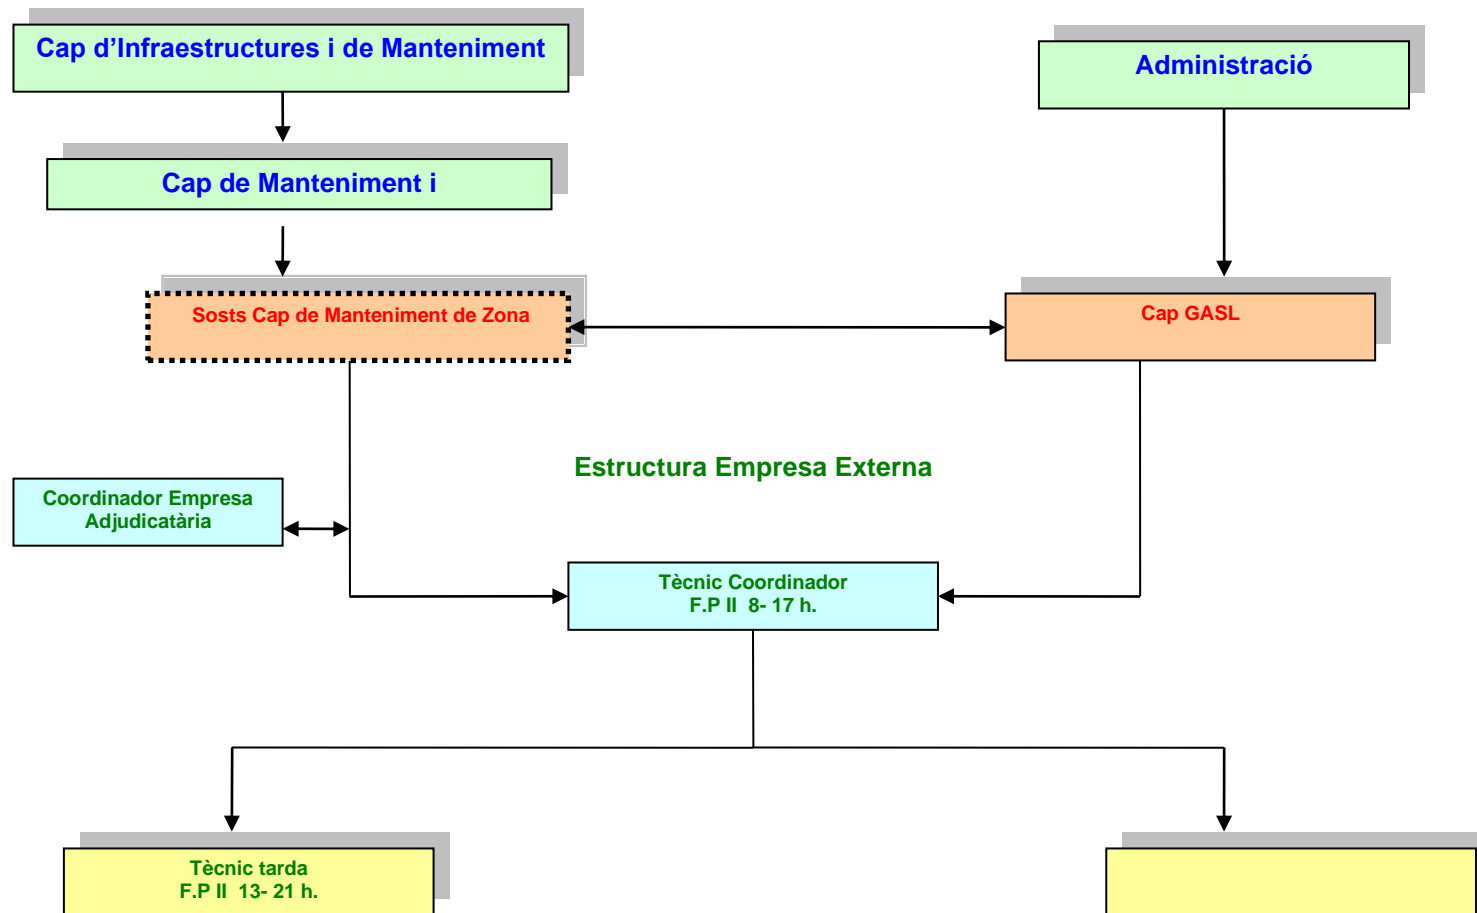 Cap d’Infraestructures i de Manteniment
Administració
Cap de Manteniment i
Sosts Cap de Manteniment de Zona
Cap GASL
Estructura Empresa Externa
Coordinador Empresa
Adjudicatària
Tècnic Coordinador
F.P II 8- 17 h.
Tècnic tarda
F.P II 13- 21 h.